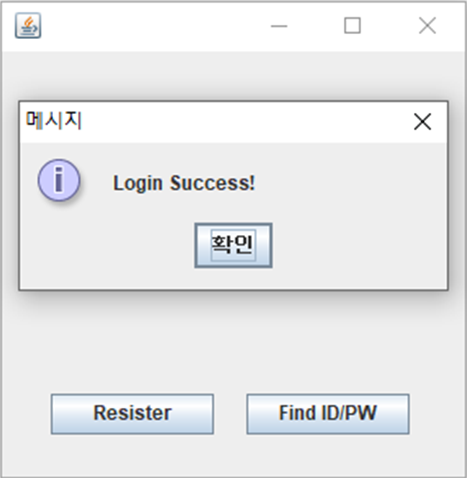 메시지
Login Success!
확인
Resister
Find ID/PW